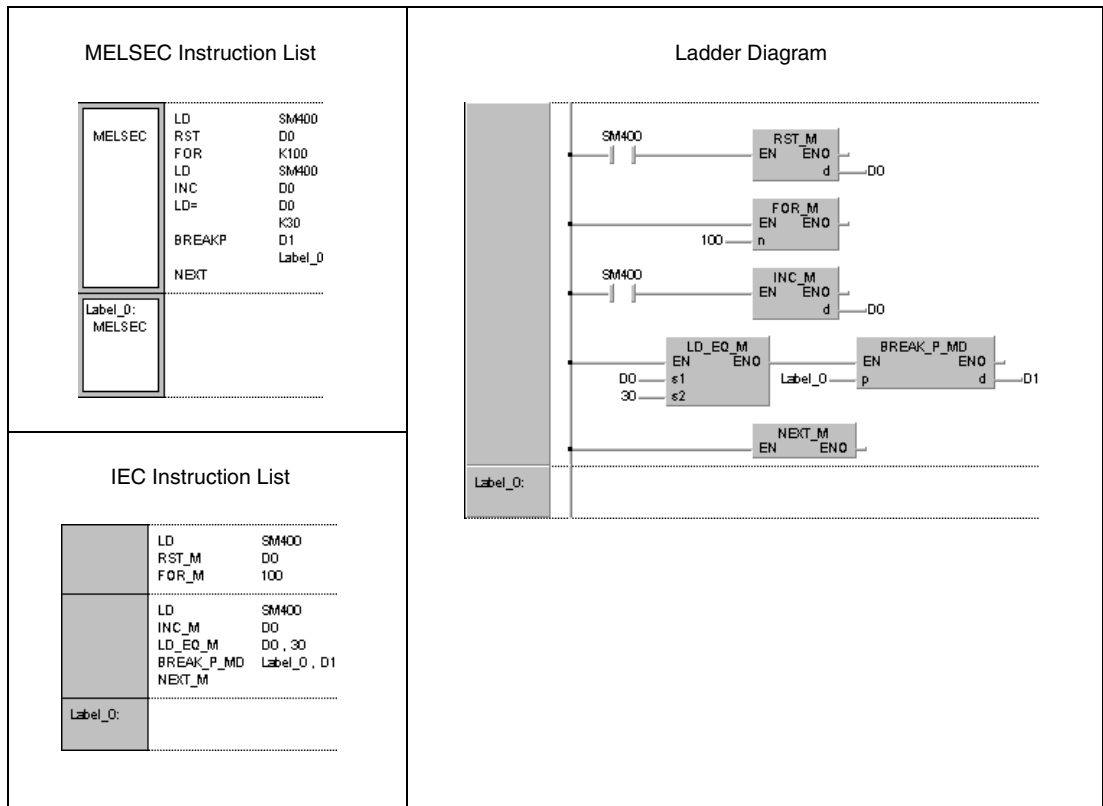 MELSEC Instruction List
MELSEC
LD SM400
RST D0
FOR K100
LD SM400
INC D0
LD= D0
K30
BREAKP D1
Label_0
NEXT
Label_0:
MELSEC
IEC Instruction List
LD SM400
RST_M D0
FOR_M 100
LD SM400
INC_M D0
LD_EQ_M D0 , 30
BREAK_P_MD Label_0 , D1
NEXT_M
Label_0:
Ladder Diagram
SM400
RST_M
EN ENO
d D0
FOR_M
EN ENO
100 n
SM400
INC_M
EN ENO
d D0
LD_EQ_M BREAK_P_MD
EN ENO EN ENO
D0 s1 Label_0 p d D1
30 s2
NEXT_M
EN ENO
Label_0: